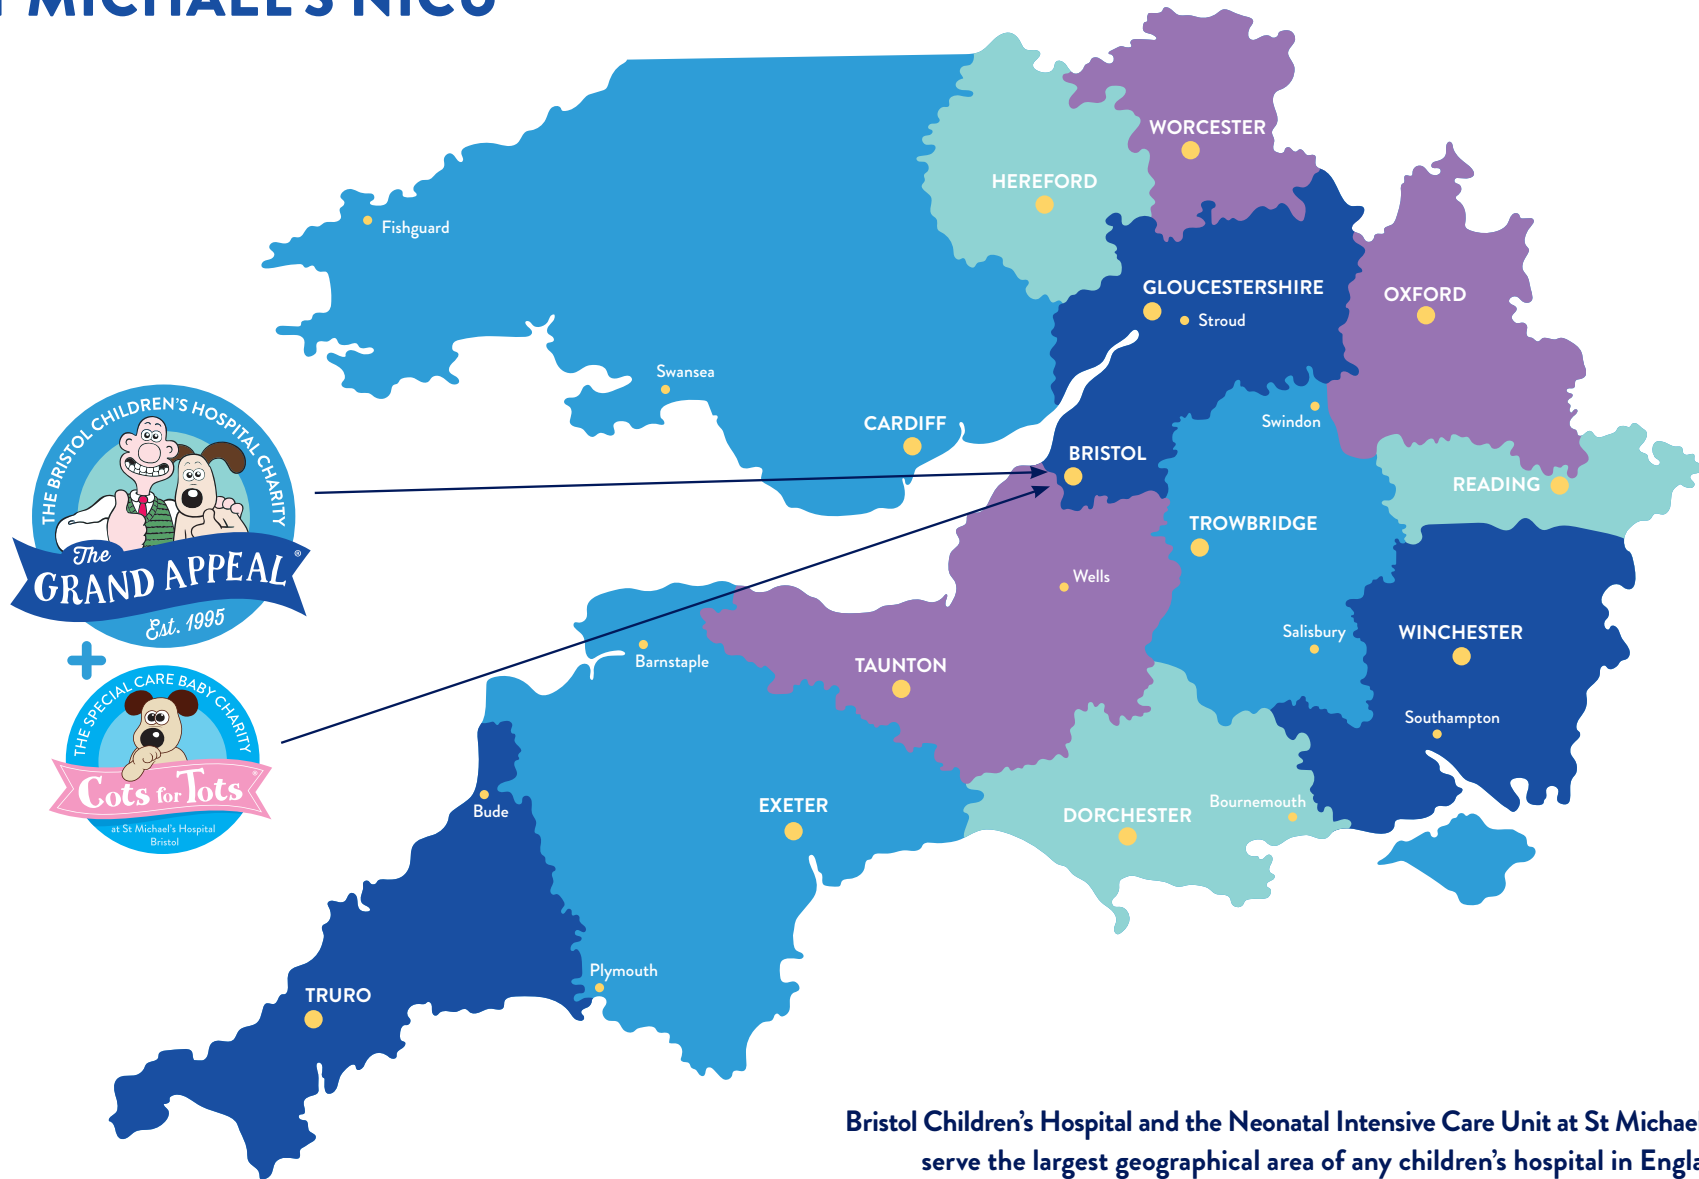 MICHAEL'S NICU
WORCESTER
HEREFORD
Fishguard
GLOUCESTERSHIRE
Stroud
OXFORD
Swansea
CARDIFF
Swindon
BRISTOL
READING
TROWBRIDGE
Wells
Salisbury
WINCHESTER
Barnstaple
TAUNTON
Southampton
Bude
EXETER
Bournemouth
DORCHESTER
Plymouth
TRURO
THE BRISTOL CHILDREN'S HOSPITAL CHARITY
The
GRAND APPEAL®
Est. 1995
+
THE SPECIAL CARE BABY CHARITY
Cots for Tots®
at St Michael's Hospital
Bristol
Bristol Children's Hospital and the Neonatal Intensive Care Unit at St Michael
serve the largest geographical area of any children's hospital in Engla